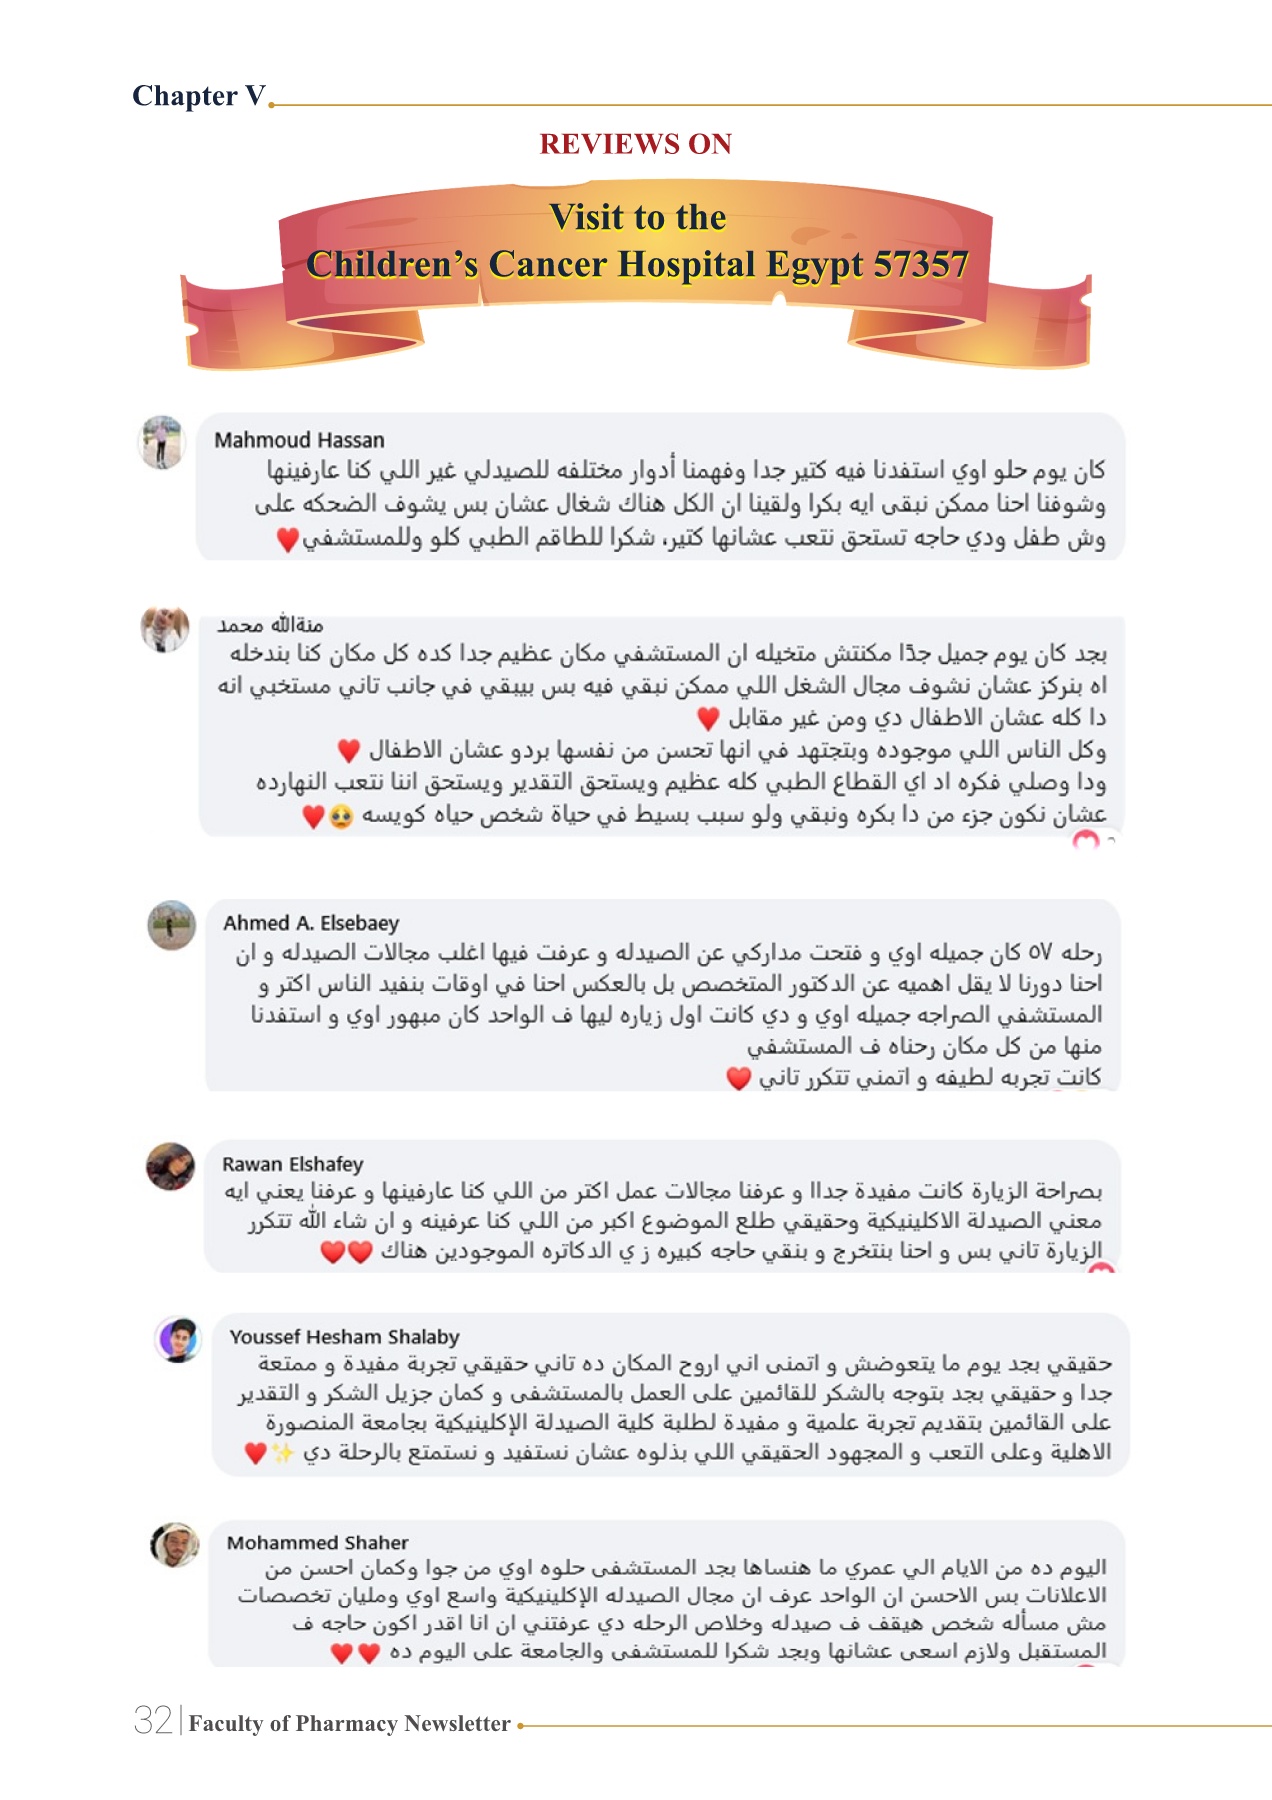 Chapter V
REVIEWS ON
Visit to the
Children's Cancer Hospital Egypt 57357
Mahmoud Hassan
كان يوم حلو اوي استفدنا فيه كتير جدا وفهمنا أدوار مختلفه للصيدلي غير اللي كنا عارفينها
وشوفنا احنا ممكن نبقى ايه بكرا ولقينا ان الكل هناك شغال عشان بس يشوف الضحكه على
وش طفل ودي حاجه تستحق نتعب عشانها كتير، شكرا للطاقم الطبي كلو وللمستشفي♥️
منةالله محمد
بجد كان يوم جميل جدًا مكنتش متخيله ان المستشفي مكان عظيم جدا كده كل مكان كنا بندخله
اه بنركز عشان نشوف مجال الشغل اللي ممكن نبقي فيه بس بيبقي في جانب تاني مستخبي انه
دا كله عشان الاطفال دي ومن غير مقابل ♥️
وكل الناس اللي موجوده وبتجتهد في انها تحسن من نفسها بردو عشان الاطفال ♥️
ودا وصلي فكره اد اي القطاع الطبي كله عظيم ويستحق التقدير ويستحق اننا نتعب النهارده
عشان نكون جزء من دا بكره ونبقي ولو سبب بسيط في حياة شخص حياه كويسه 🥹♥️
Ahmed A. Elsebaey
رحله ٥٧ كان جميله اوي و فتحت مداركي عن الصيدله و عرفت فيها اغلب مجالات الصيدله و ان
احنا دورنا لا يقل اهميه عن الدكتور المتخصص بل بالعكس احنا في اوقات بنفيد الناس اكتر و
المستشفي الصراحه جميله اوي و دي كانت اول زياره ليها ف الواحد كان مبهور اوي و استفدنا
منها من كل مكان رحناه ف المستشفي
كانت تجربه لطيفه و اتمني تتكرر تاني ♥️
Rawan Elshafey
بصراحة الزيارة كانت مفيدة جداا و عرفنا مجالات عمل اكتر من اللي كنا عارفينها و عرفنا يعني ايه
معني الصيدلة الاكلينيكية وحقيقي طلع الموضوع اكبر من اللي كنا عرفينه و ان شاء الله تتكرر
الزيارة تاني بس و احنا بنتخرج و بنقي حاجه كبيره ز ي الدكاتره الموجودين هناك ♥️♥️
Youssef Hesham Shalaby
حقيقي بجد يوم ما يتعوضش و اتمنى اني اروح المكان ده تاني حقيقي تجربة مفيدة و ممتعة
جدا و حقيقي بجد بتوجه بالشكر للقائمين على العمل بالمستشفى و كمان جزيل الشكر و التقدير
على القائمين بتقديم تجربة علمية و مفيدة لطلبة كلية الصيدلة الإكلينيكية بجامعة المنصورة
الاهلية وعلى التعب و المجهود الحقيقي اللي بذلوه عشان نستفيد و نستمتع بالرحلة دي ✨♥️
Mohammed Shaher
اليوم ده من الايام الي عمري ما هنساها بجد المستشفى حلوه اوي من جوا وكمان احسن من
الاعلانات بس الاحسن ان الواحد عرف ان مجال الصيدله الإكلينيكية واسع اوي ومليان تخصصات
مش مسأله شخص هيقف ف صيدله وخلاص الرحله دي عرفتني ان انا اقدر اكون حاجه ف
المستقبل ولازم اسعى عشانها وبجد شكرا للمستشفى والجامعة على اليوم ده ♥️♥️
32 Faculty of Pharmacy Newsletter